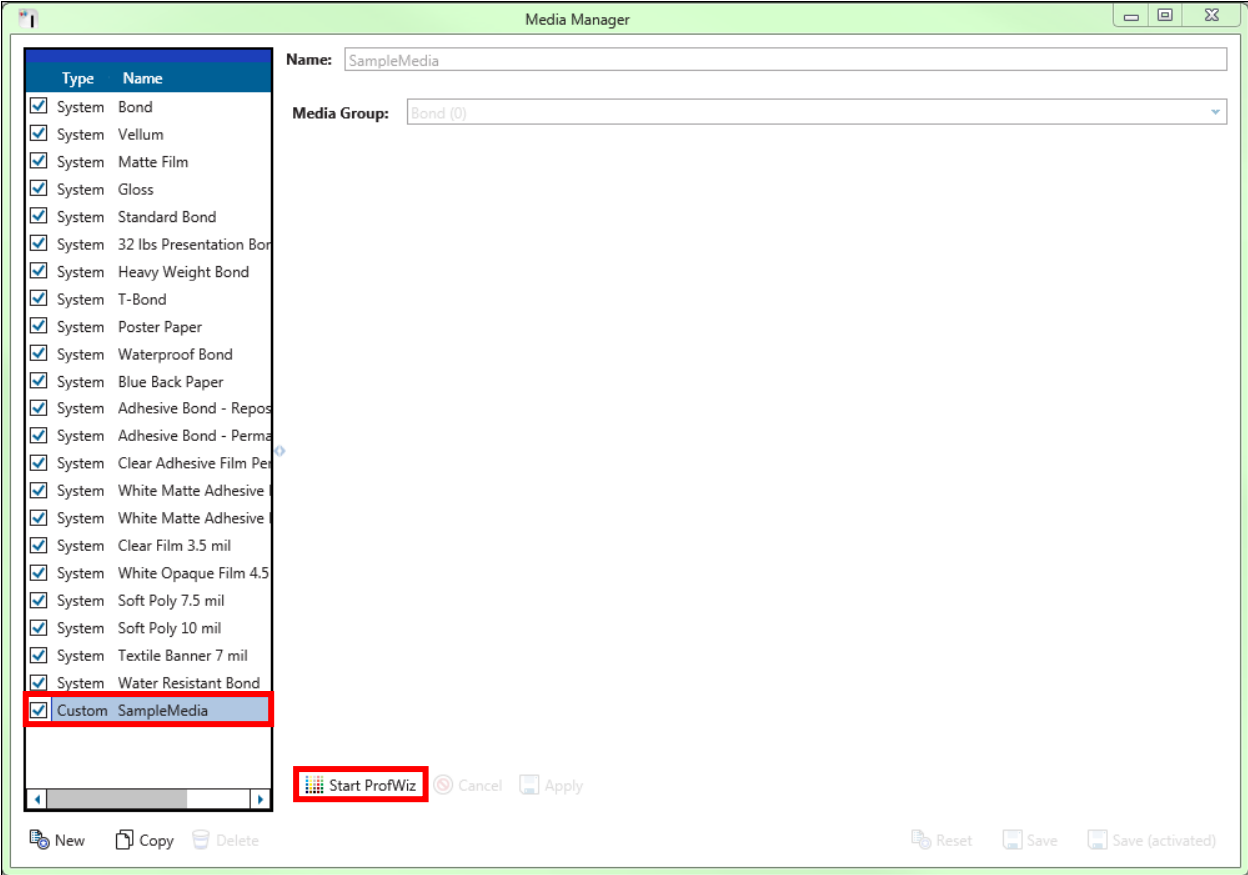 Media Manager
Type Name
System Bond
System Vellum
System Matte Film
System Gloss
System Standard Bond
System 32 lbs Presentation Bor
System Heavy Weight Bond
System T-Bond
System Poster Paper
System Waterproof Bond
System Blue Back Paper
System Adhesive Bond - Repos
System Adhesive Bond - Perma
System Clear Adhesive Film Per
System White Matte Adhesive
System White Matte Adhesive
System Clear Film 3.5 mil
System White Opaque Film 4.5
System Soft Poly 7.5 mil
System Soft Poly 10 mil
System Textile Banner 7 mil
System Water Resistant Bond
Custom SampleMedia
Name: SampleMedia
Media Group: Bond (0)
Start ProfWiz Cancel Apply
New Copy Delete Reset Save Save (activated)